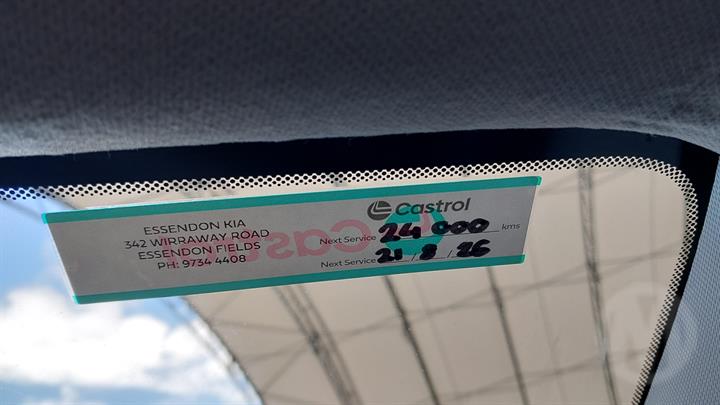 ESSENDON KIA
342 WIRRAWAY ROAD
ESSENDON FIELDS
PH: 9734 4408
Castrol
Next Service 24 000 kms
Next Service 21/8/26